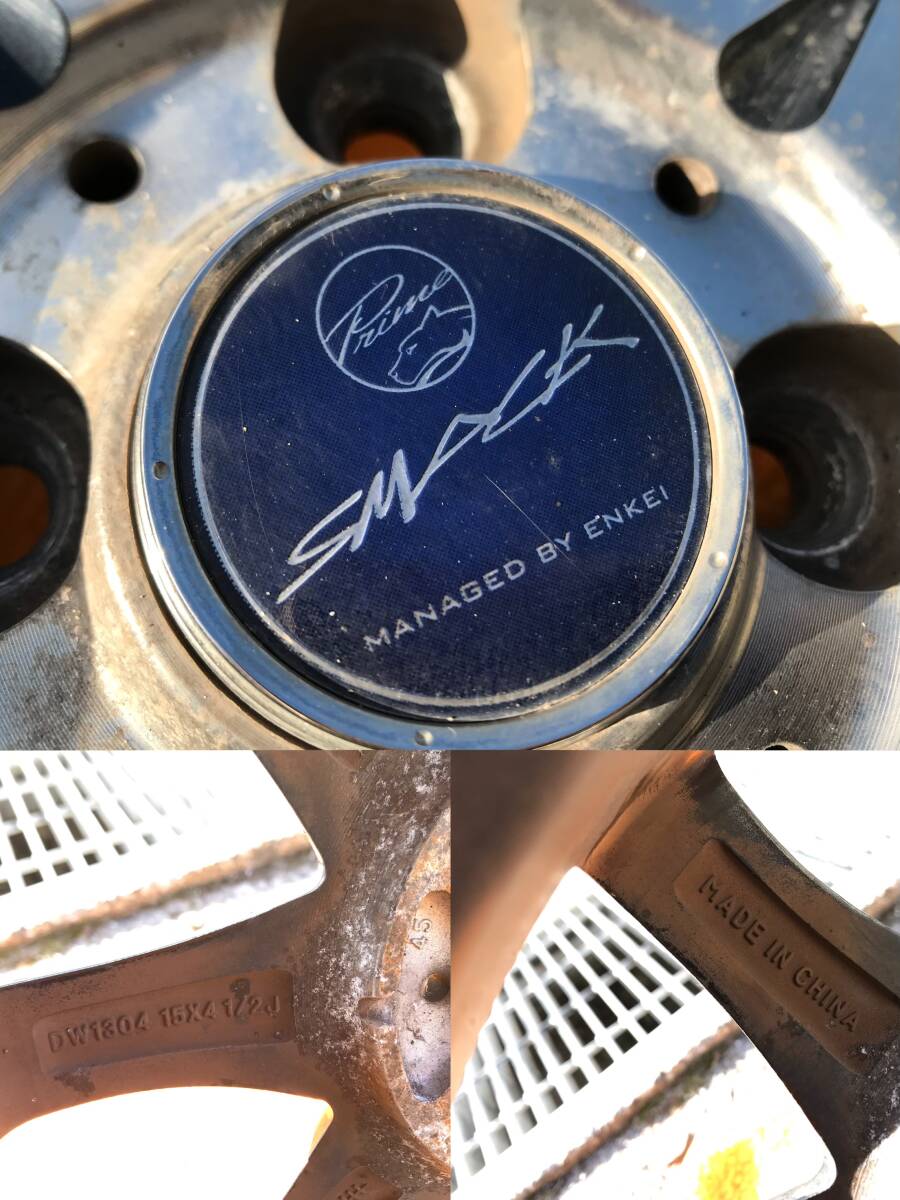 Prime
SMACK
MANAGED BY ENKEI
DW1304 15X4 1/2J
45
MADE IN CHINA